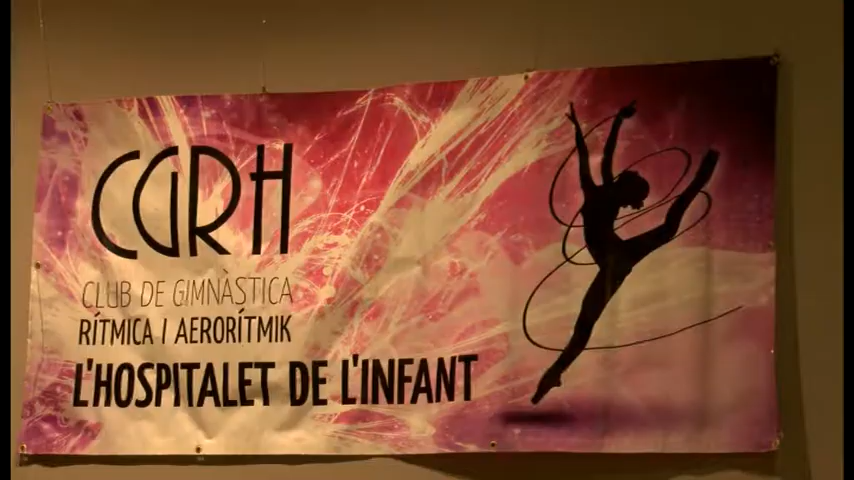 CGRH
CLUB DE GIMNÀSTICA
RÍTMICA I AERORÍTMIK
L'HOSPITALET DE L'INFANT